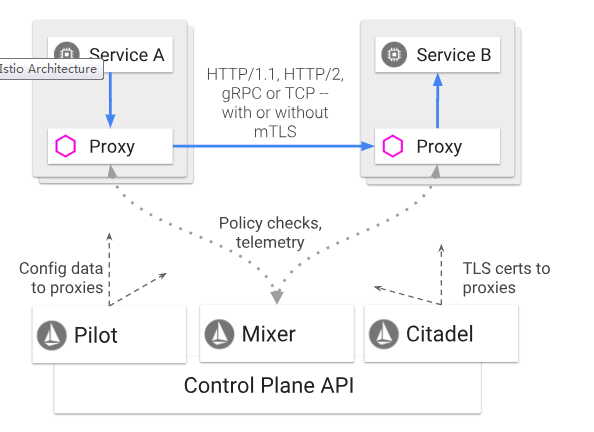 Service A
Istio Architecture
Service B
HTTP/1.1, HTTP/2,
gRPC or TCP --
with or without
mTLS
Proxy
Proxy
Policy checks,
telemetry
Config data
to proxies
TLS certs to
proxies
Pilot
Mixer
Citadel
Control Plane API